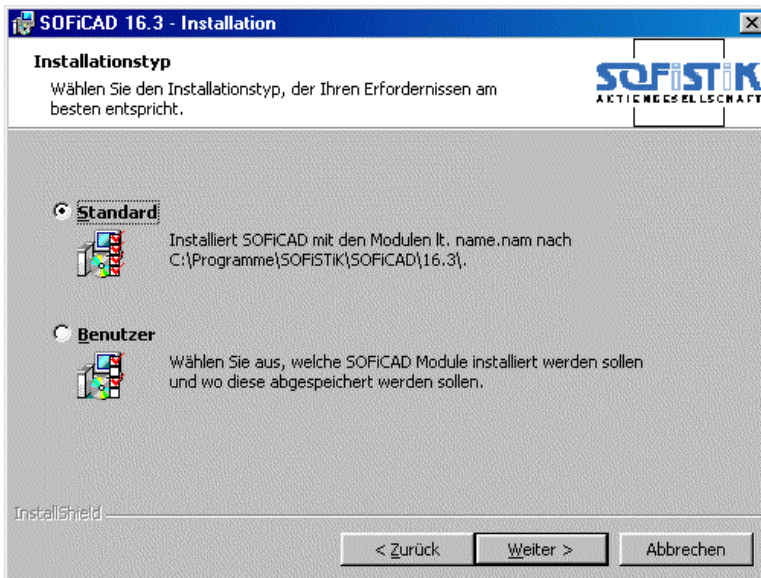 SOFiCAD 16.3 - Installation
Installationstyp
Wählen Sie den Installationstyp, der Ihren Erfordernissen am
besten entspricht.
SOFiSTiK
AKTIENGESELLSCHAFT
Standard
Installiert SOFiCAD mit den Modulen lt. name.nam nach
C:\Programme\SOFiSTiK\SOFiCAD\16.3\.
Benutzer
Wählen Sie aus, welche SOFiCAD Module installiert werden sollen
und wo diese abgespeichert werden sollen.
InstallShield
< Zurück
Weiter >
Abbrechen